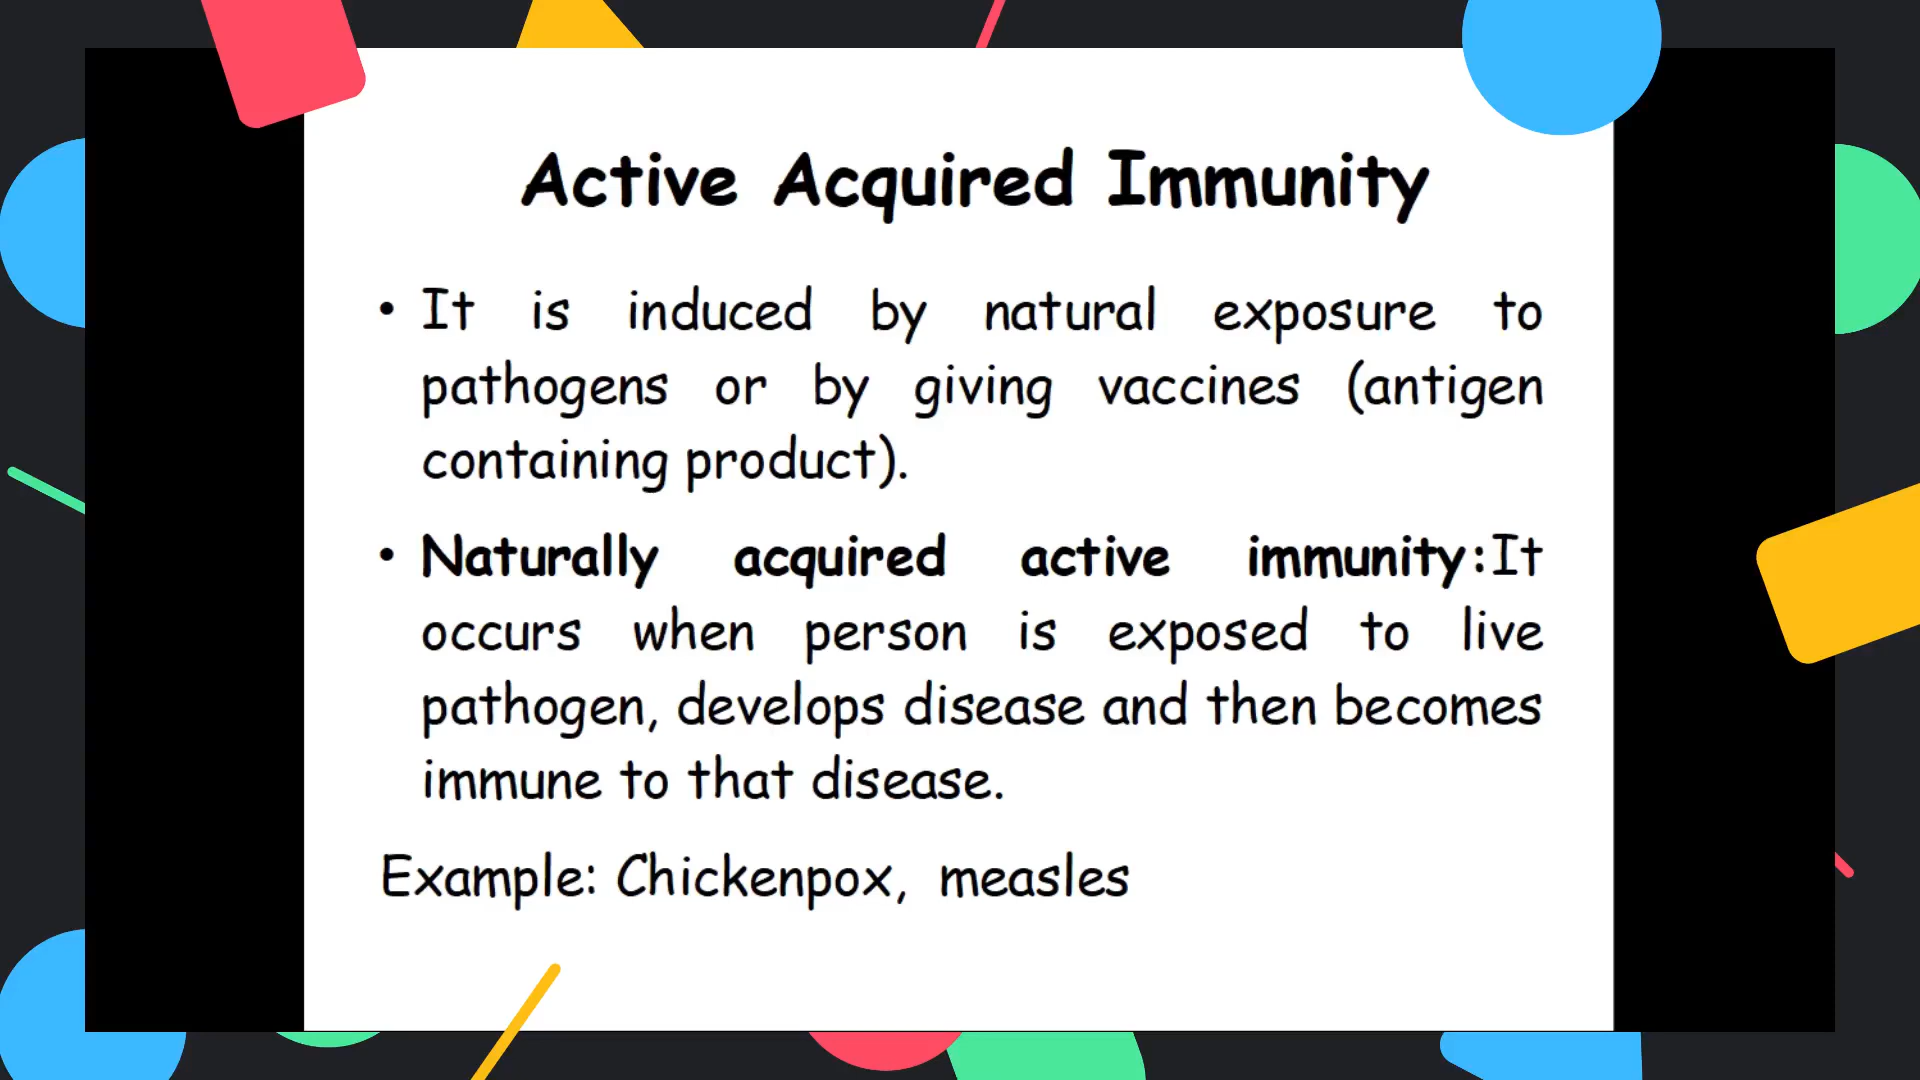 Active Acquired Immunity
• It is induced by natural exposure to
pathogens or by giving vaccines (antigen
containing product).
• Naturally acquired active immunity:It
occurs when person is exposed to live
pathogen, develops disease and then becomes
immune to that disease.
Example: Chickenpox, measles